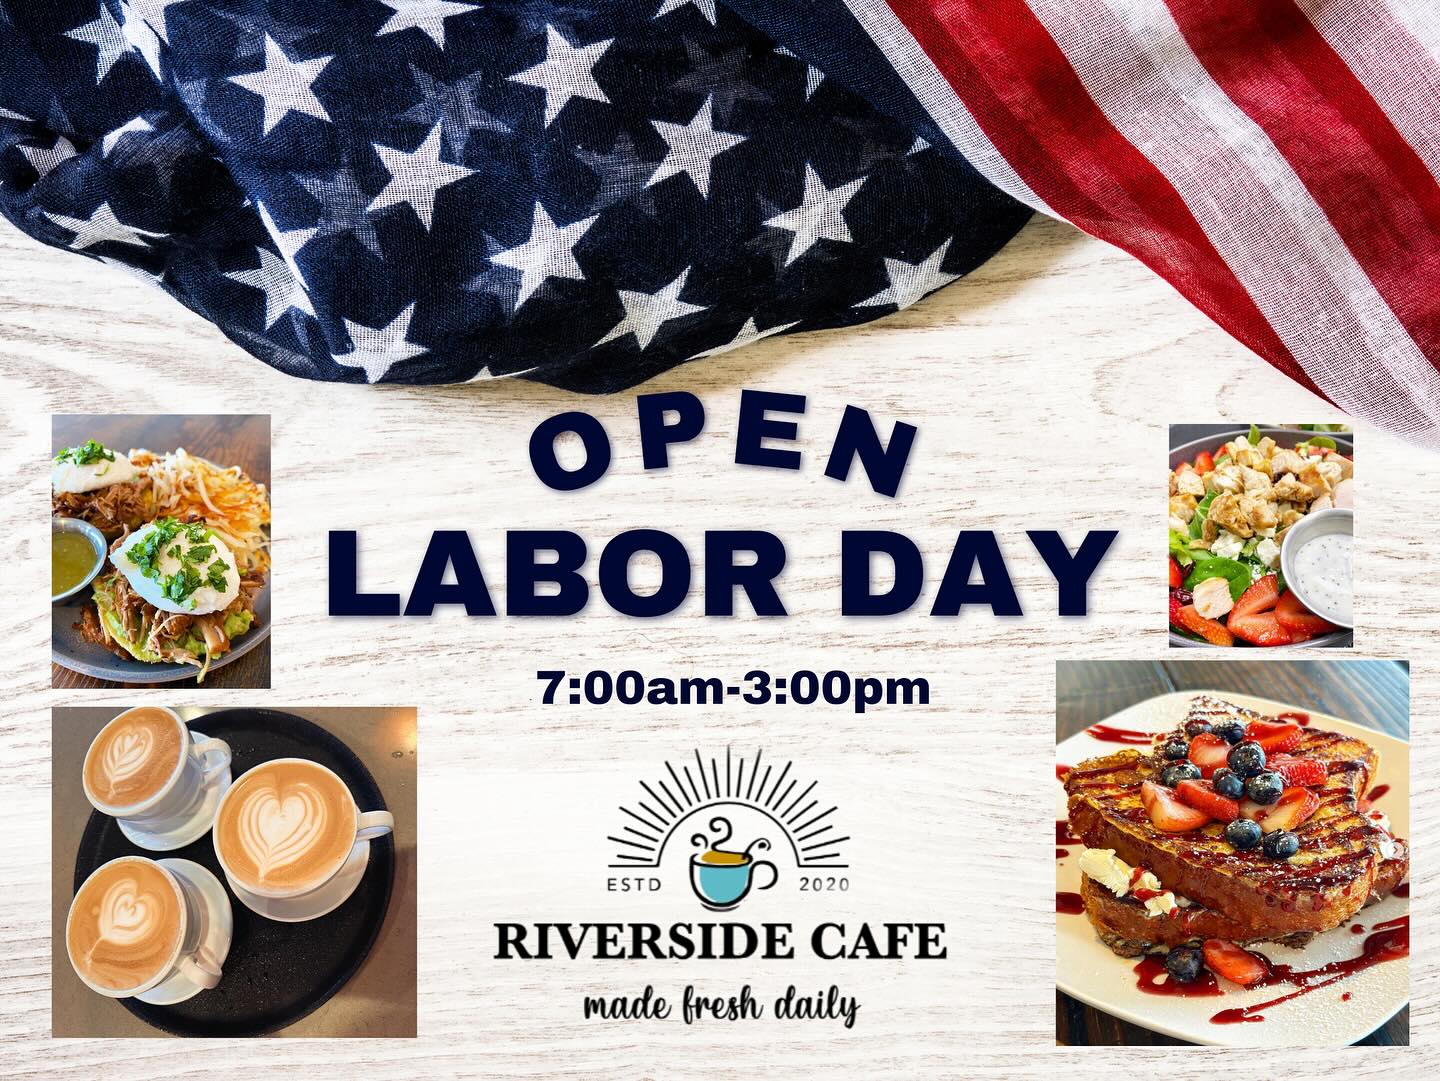 OPEN
LABOR DAY
7:00am-3:00pm
ESTD 2020
RIVERSIDE CAFE
made fresh daily